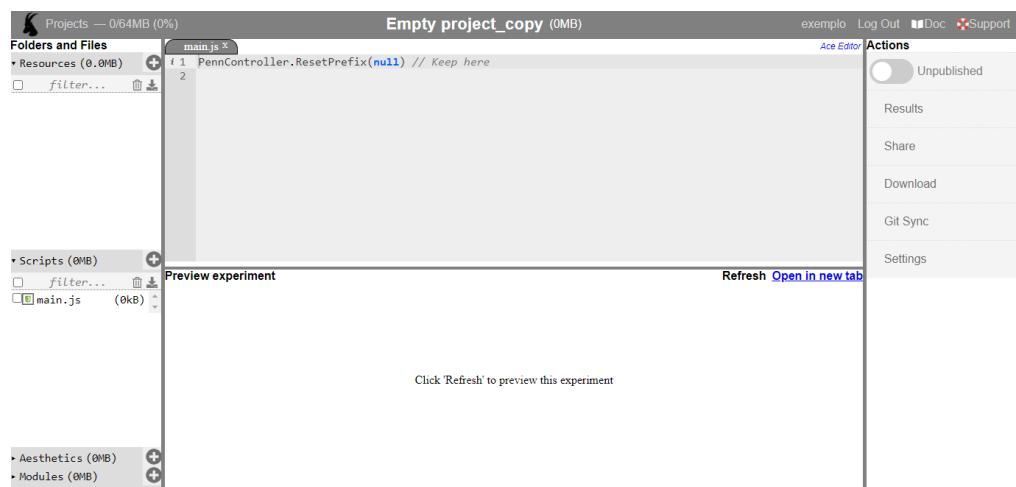 Projects — 0/64MB (0%) Empty project_copy (0MB) exemplo Log Out Doc Support
Folders and Files
Resources (0.0MB)
filter...
Scripts (0MB)
filter...
main.js (0kB)
Aesthetics (0MB)
Modules (0MB)
main.js x
Ace Editor
i 1 PennController.ResetPrefix(null) // Keep here
2
Preview experiment Refresh Open in new tab
Click 'Refresh' to preview this experiment
Actions
Unpublished
Results
Share
Download
Git Sync
Settings